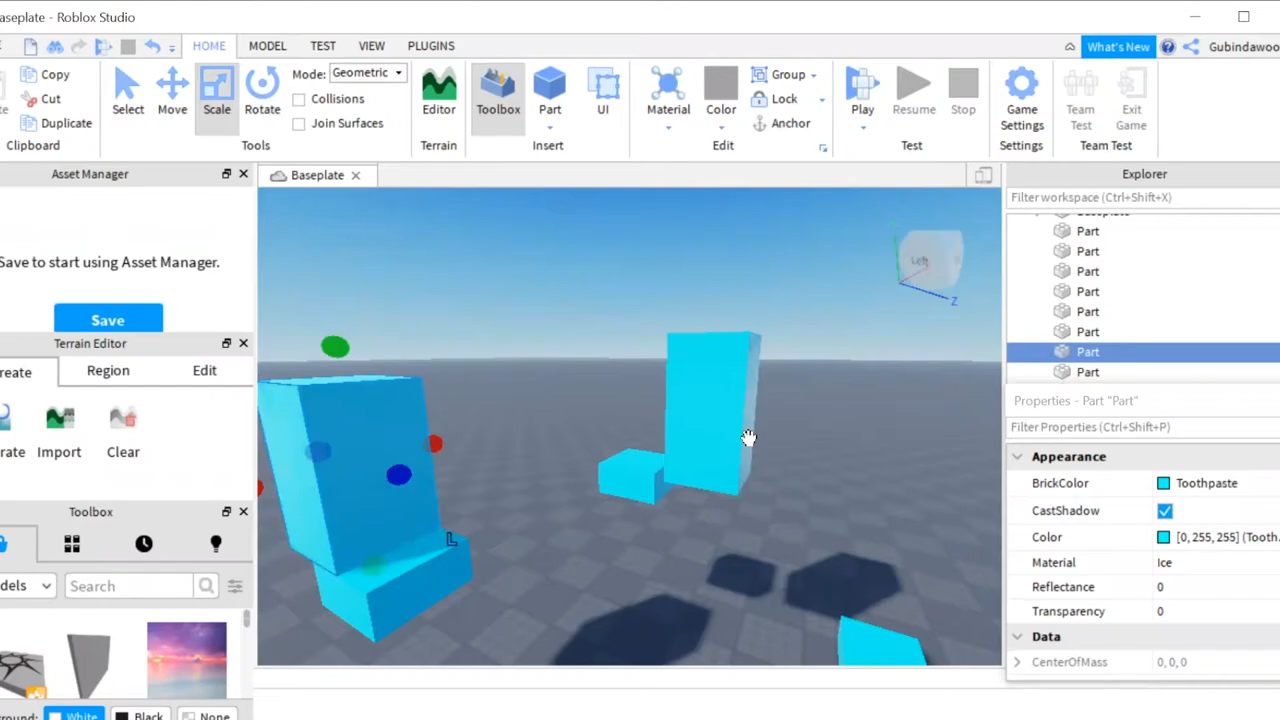 aseplate - Roblox Studio
HOME MODEL TEST VIEW PLUGINS What's New Gubindawoo
Copy
Cut
Duplicate
Clipboard
Select Move Scale Rotate
Mode: Geometric
Collisions
Join Surfaces
Tools
Editor
Terrain
Toolbox Part UI
Insert
Material Color
Group
Lock
Anchor
Edit
Play Resume Stop
Test
Game
Settings
Settings
Team
Test
Exit
Game
Team Test
Asset Manager
Save to start using Asset Manager.
Save
Terrain Editor
reate Region Edit
rate Import Clear
Toolbox
dels Search
round: White Black None
Baseplate
Left
Z
L
Explorer
Filter workspace (Ctrl+Shift+X)
Baseplate
Part
Part
Part
Part
Part
Part
Part
Part
Properties - Part "Part"
Filter Properties (Ctrl+Shift+P)
Appearance
BrickColor Toothpaste
CastShadow
Color [0, 255, 255] (Tooth...
Material Ice
Reflectance 0
Transparency 0
Data
CenterOfMass 0, 0, 0